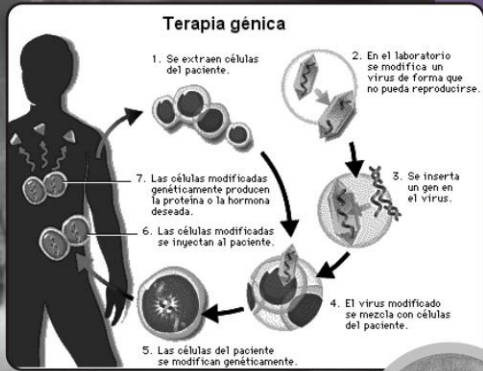 Terapia génica
1. Se extraen células
del paciente.
2. En el laboratorio
se modifica un
virus de forma que
no pueda reproducirse.
3. Se inserta
un gen en
el virus.
4. El virus modificado
se mezcla con células
del paciente.
5. Las células del paciente
se modifican genéticamente.
6. Las células modificadas
se inyectan al paciente.
7. Las células modificadas
genéticamente producen
la proteína o la hormona
deseada.